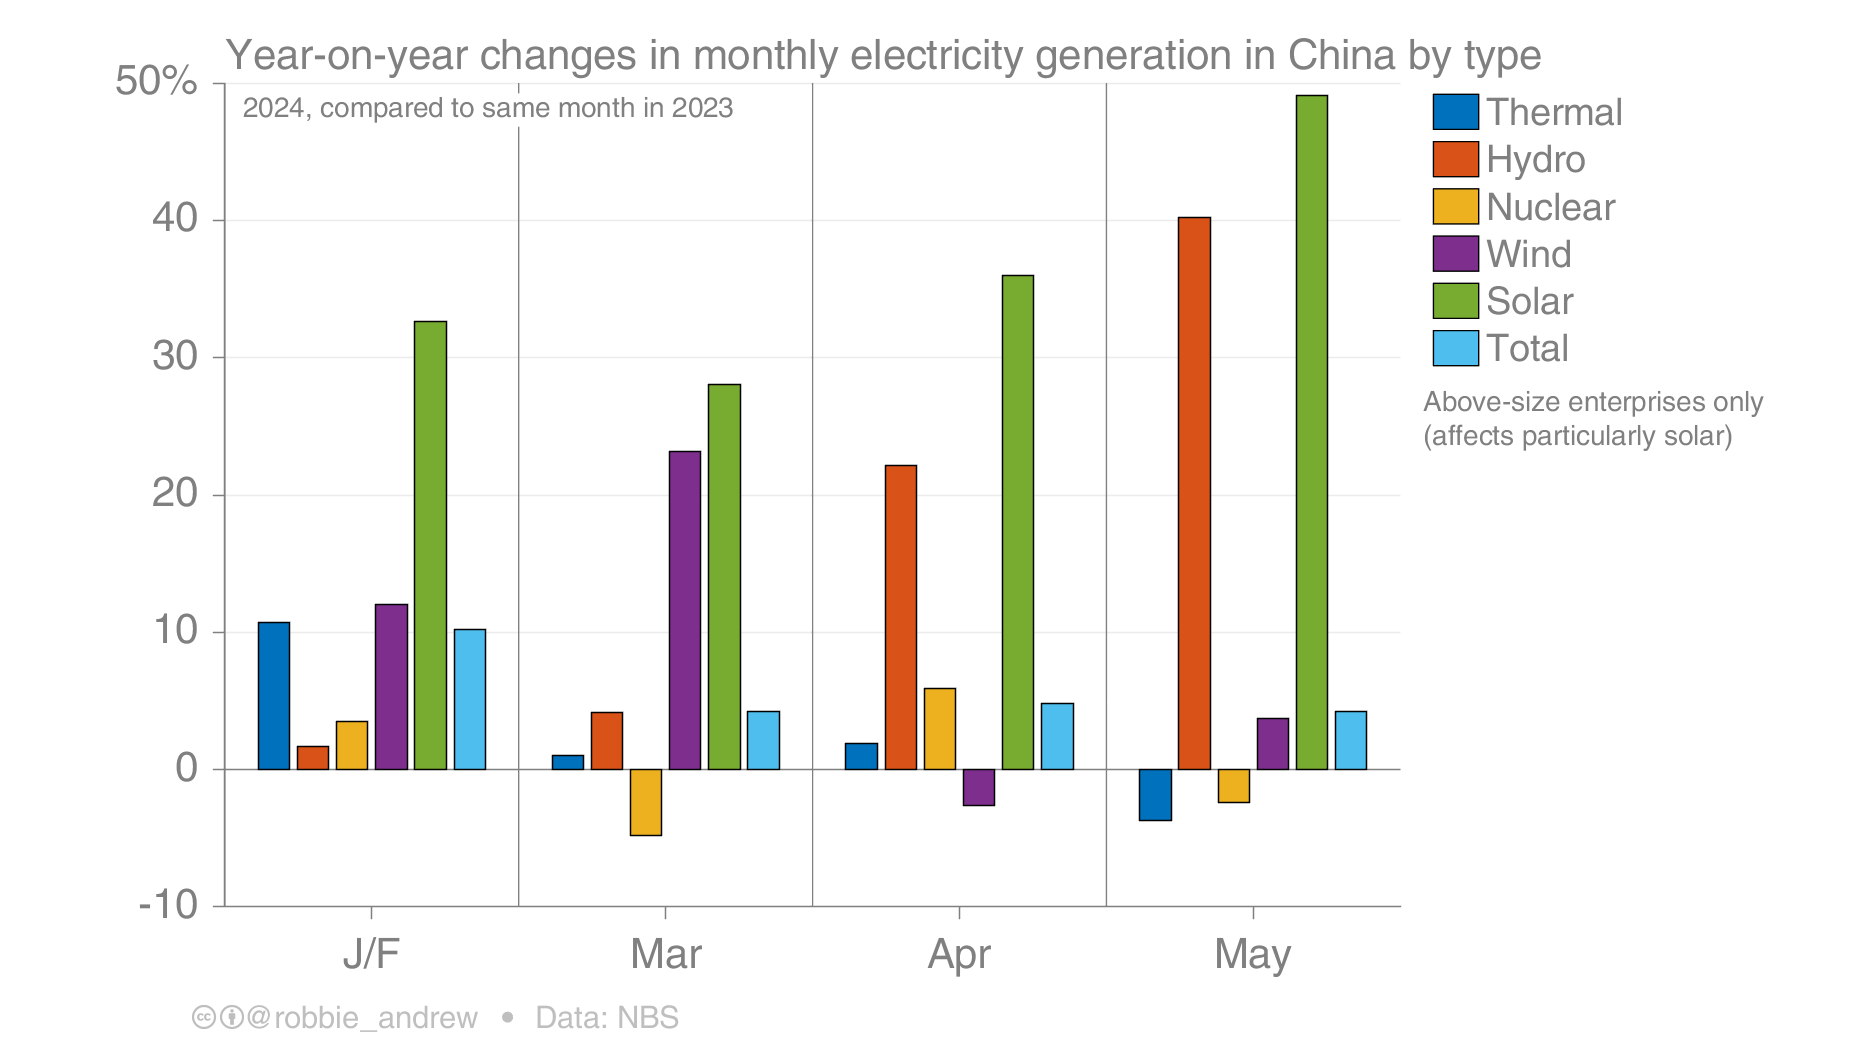 Year-on-year changes in monthly electricity generation in China by type
50%
2024, compared to same month in 2023
40
30
20
10
0
-10
J/F
Mar
Apr
May
Thermal
Hydro
Nuclear
Wind
Solar
Total
Above-size enterprises only
(affects particularly solar)
cc @robbie_andrew • Data: NBS